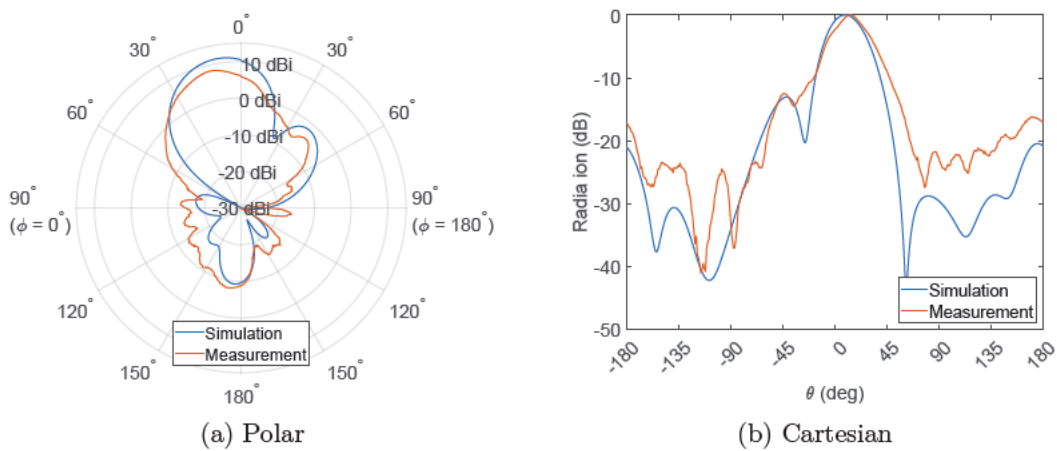 0°
30°
30°
60°
60°
90°
(ϕ = 0°)
90°
(ϕ = 180°)
120°
120°
150°
150°
180°
10 dBi
0 dBi
-10 dBi
-20 dBi
-30 dBi
Simulation
Measurement
(a) Polar
0
-10
-20
-30
-40
-50
Radia ion (dB)
-180
-135
-90
-45
0
45
90
135
180
θ (deg)
Simulation
Measurement
(b) Cartesian